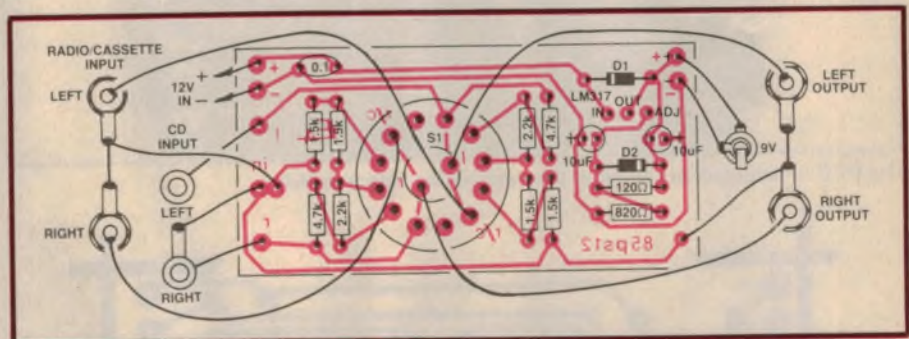 RADIO/CASSETTE
INPUT
LEFT
+
12V
IN −
CD
INPUT
LEFT
RIGHT
RIGHT
+
−
l
in
r
0.1
1.5k
1.5k
4.7k
2.2k
r/c
l
r
S1
l
r
r/c
2.2k
4.7k
1.5k
1.5k
D1
LM317
IN OUT ADJ
+
10uF
+
10uF
D2
120Ω
820Ω
85ps12
+
−
9V
LEFT
OUTPUT
RIGHT
OUTPUT